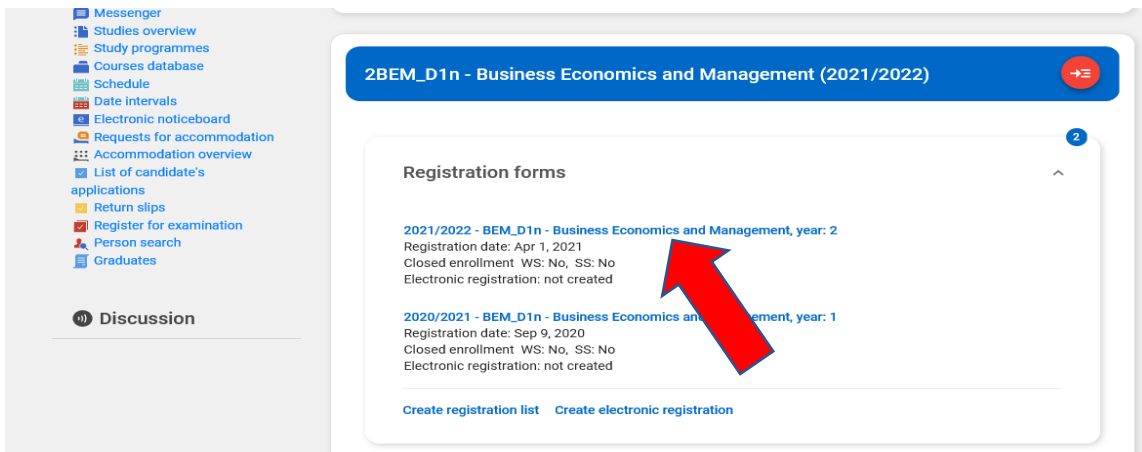 Messenger
Studies overview
Study programmes
Courses database
Schedule
Date intervals
Electronic noticeboard
Requests for accommodation
Accommodation overview
List of candidate's
applications
Return slips
Register for examination
Person search
Graduates
Discussion
2BEM_D1n - Business Economics and Management (2021/2022)
2
Registration forms
2021/2022 - BEM_D1n - Business Economics and Management, year: 2
Registration date: Apr 1, 2021
Closed enrollment WS: No, SS: No
Electronic registration: not created
2020/2021 - BEM_D1n - Business Economics and Management, year: 1
Registration date: Sep 9, 2020
Closed enrollment WS: No, SS: No
Electronic registration: not created
Create registration list Create electronic registration